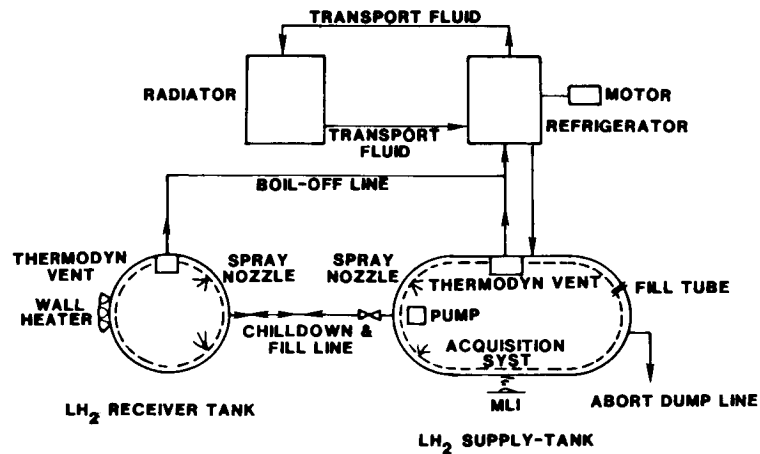 TRANSPORT FLUID
RADIATOR
MOTOR
REFRIGERATOR
TRANSPORT
FLUID
BOIL-OFF LINE
THERMODYN
VENT
SPRAY
NOZZLE
SPRAY
NOZZLE
THERMODYN VENT
FILL TUBE
WALL
HEATER
PUMP
CHILLDOWN &
FILL LINE
ACQUISITION
SYST
MLI
ABORT DUMP LINE
LH₂ RECEIVER TANK
LH₂ SUPPLY-TANK